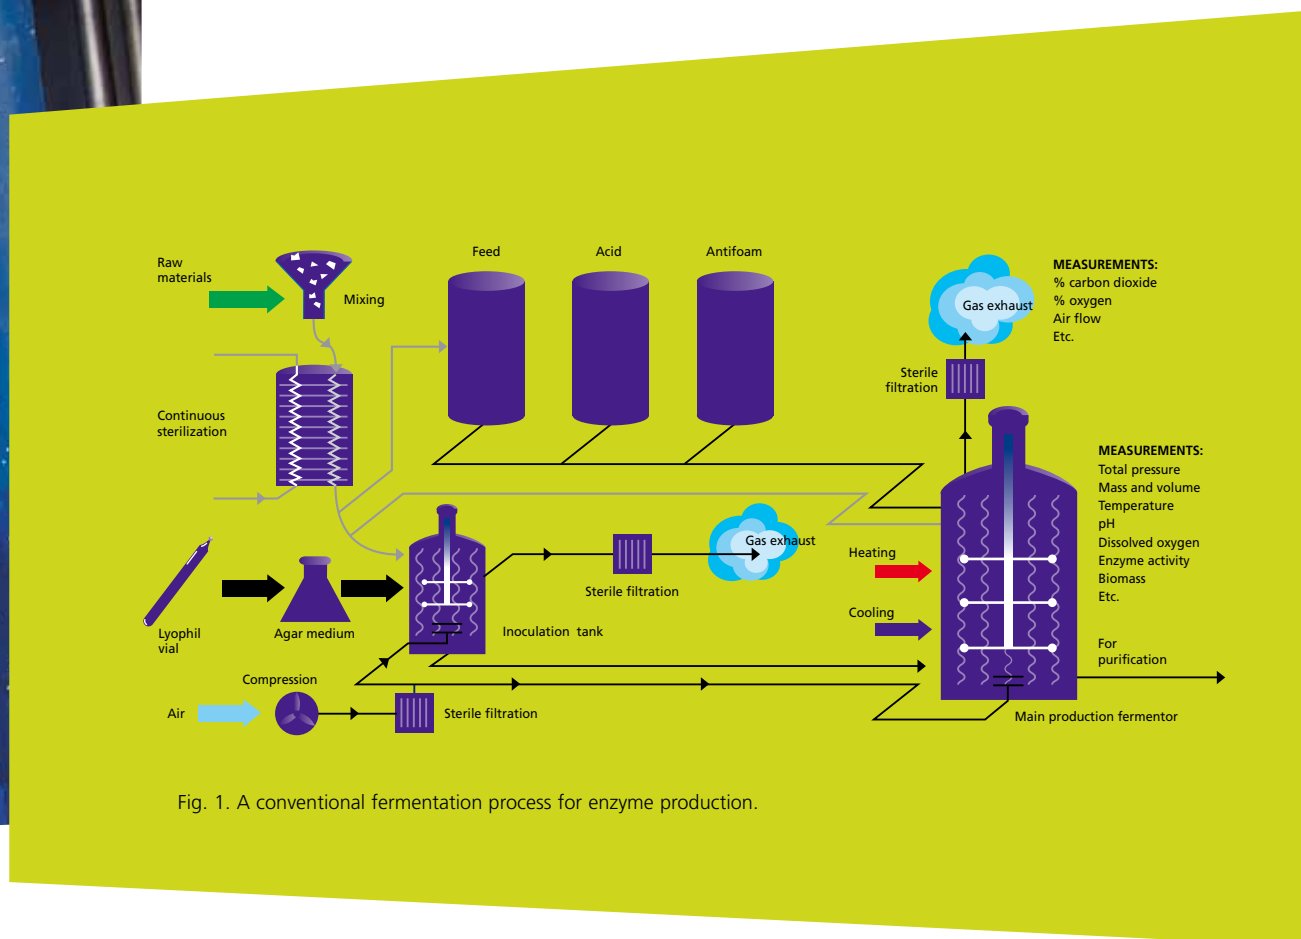 Feed
Acid
Antifoam
Raw
materials
Mixing
MEASUREMENTS:
% carbon dioxide
% oxygen
Air flow
Etc.
Gas exhaust
Sterile
filtration
Continuous
sterilization
MEASUREMENTS:
Total pressure
Mass and volume
Temperature
pH
Dissolved oxygen
Enzyme activity
Biomass
Etc.
Gas exhaust
Heating
Sterile filtration
Cooling
Lyophil
vial
Agar medium
Inoculation tank
For
purification
Compression
Air
Sterile filtration
Main production fermentor
Fig. 1. A conventional fermentation process for enzyme production.